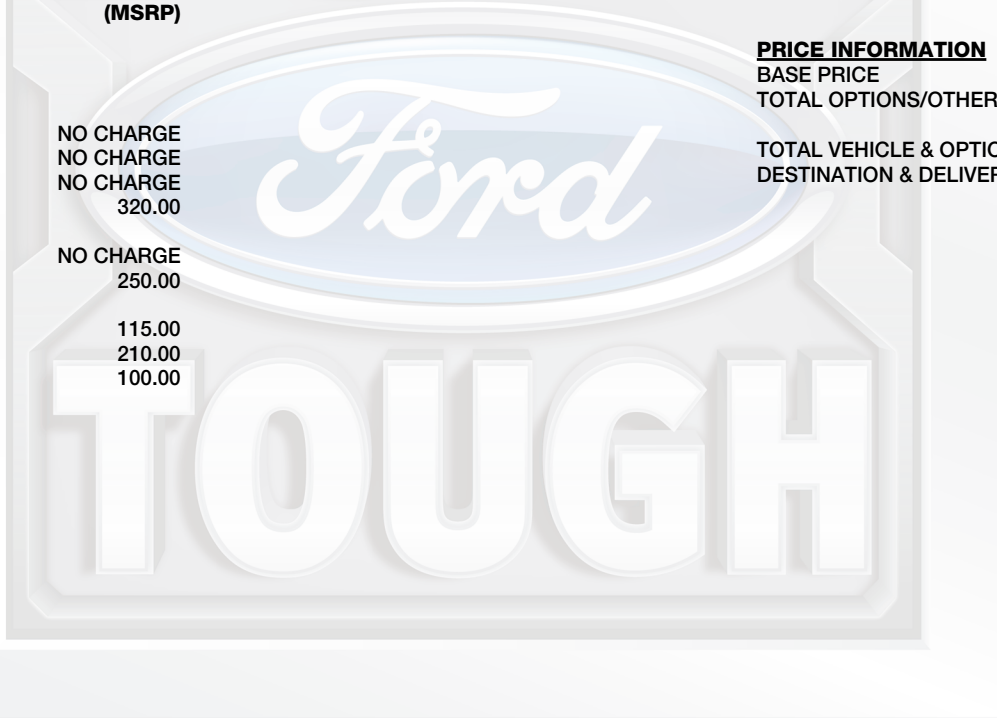 (MSRP)
NO CHARGE
NO CHARGE
NO CHARGE
320.00
NO CHARGE
250.00
115.00
210.00
100.00
PRICE INFORMATION
BASE PRICE
TOTAL OPTIONS/OTHER
TOTAL VEHICLE & OPTIO
DESTINATION & DELIVER
Ford
TOUGH